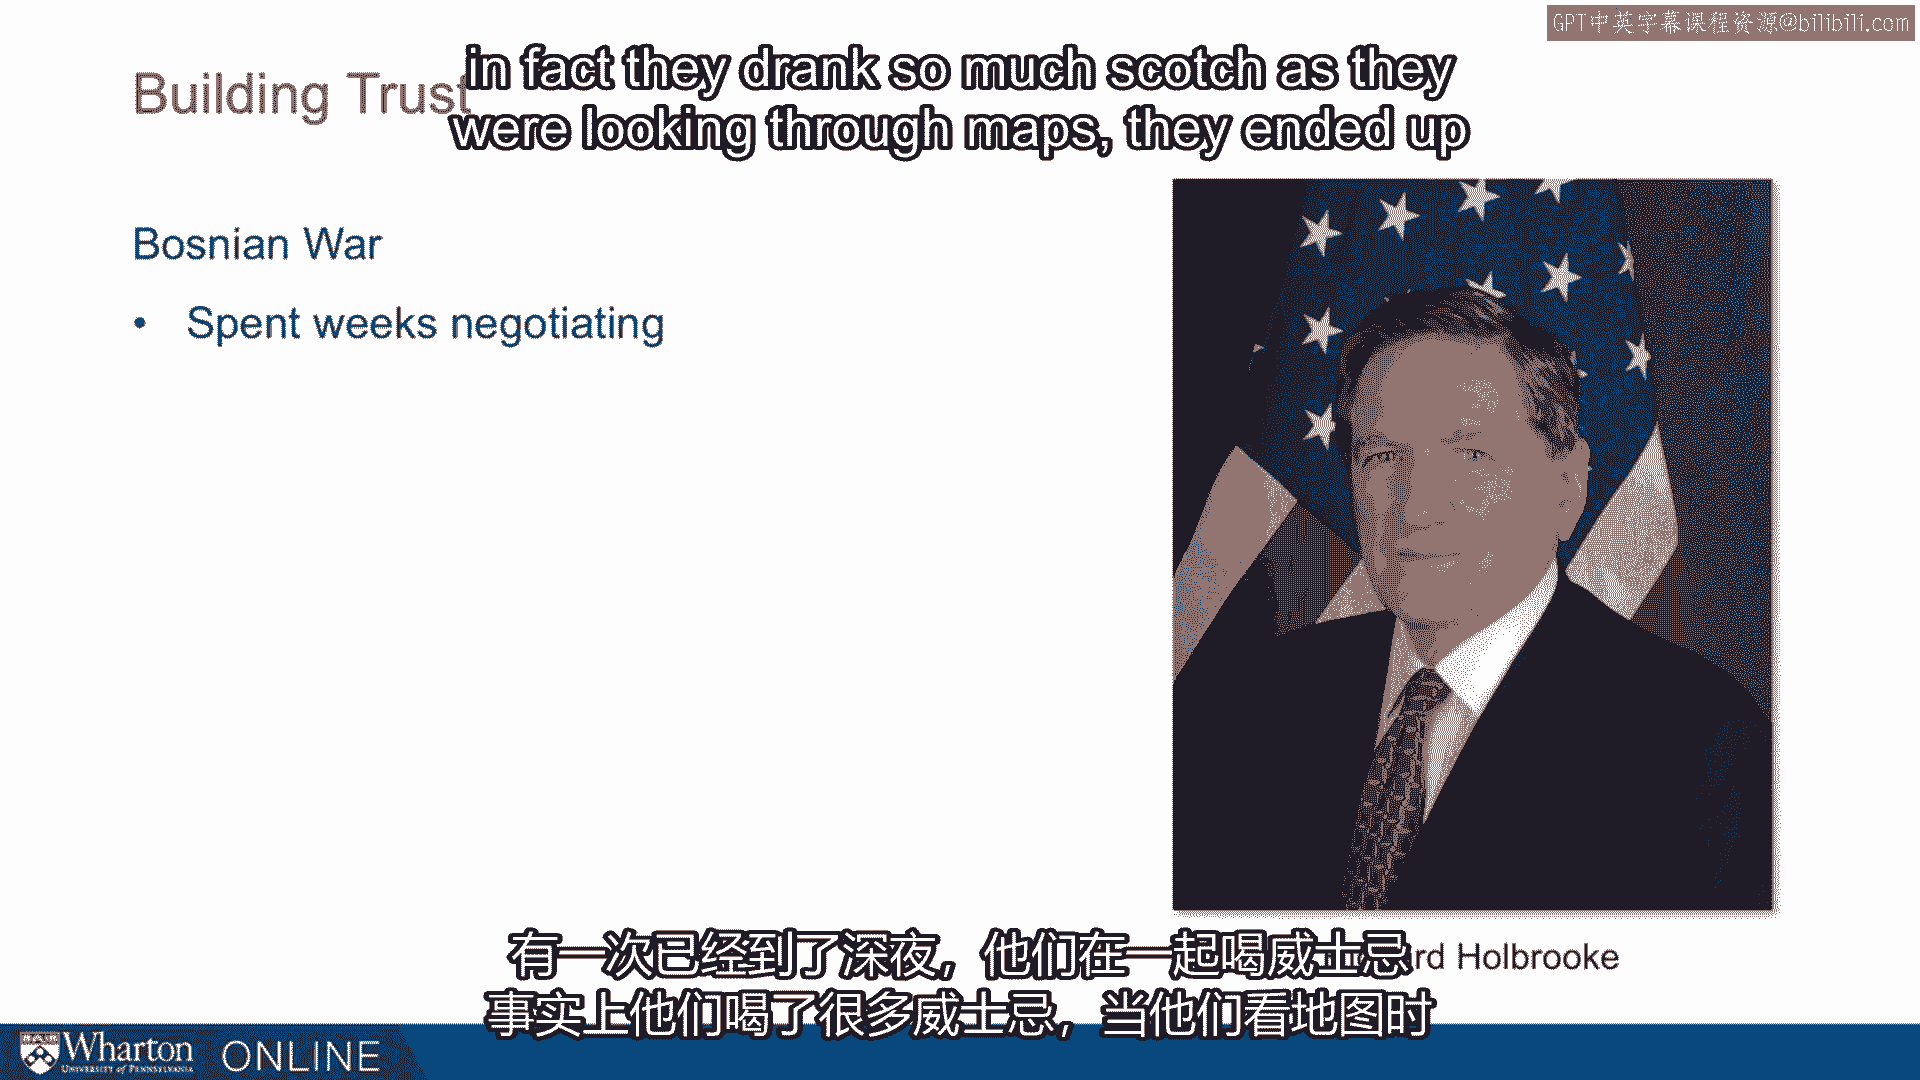 GPT中英字幕课程资源@bilibili.com
in fact they drank so much scotch as they
were looking through maps, they ended up
Building Trust
Bosnian War
• Spent weeks negotiating
有一次已经到了深夜，他们在一起喝威士忌
事实上他们喝了很多威士忌，当他们看地图时
Holbrooke
Wharton
UNIVERSITY of PENNSYLVANIA
ONLINE